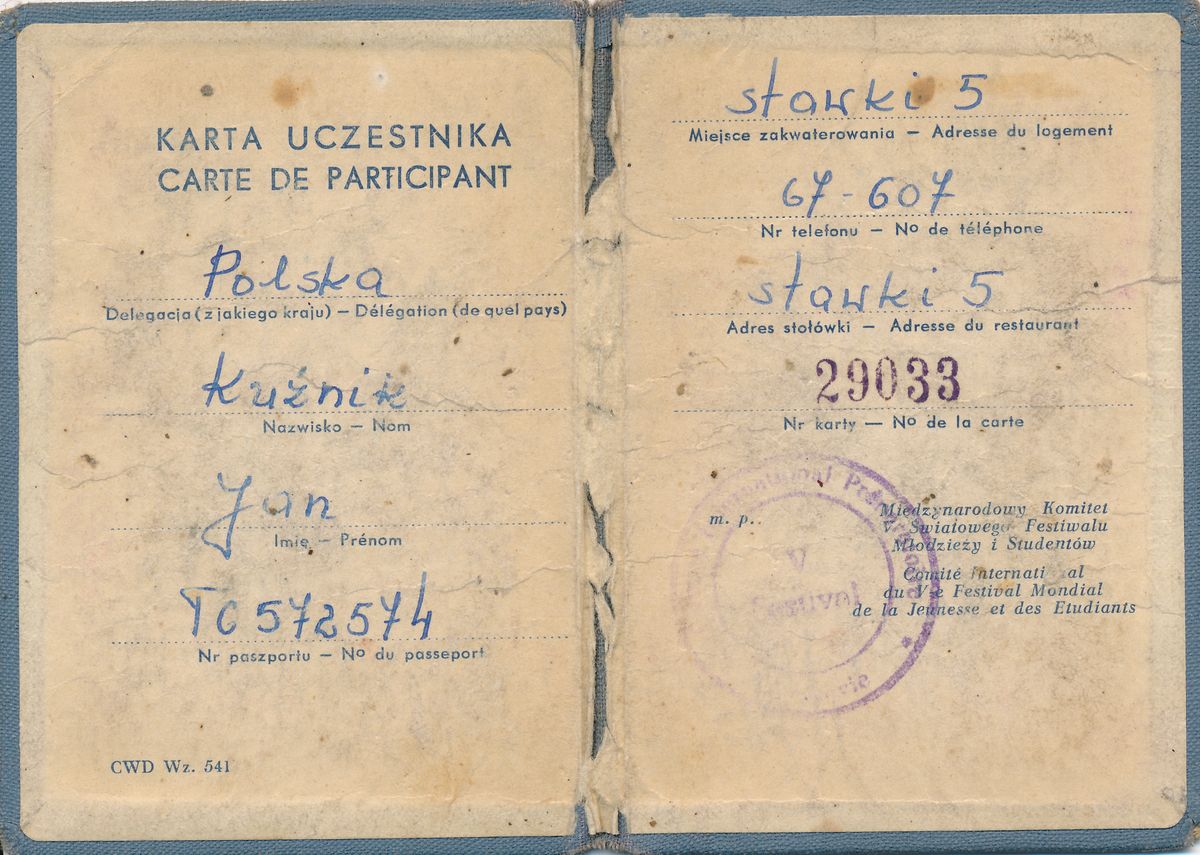 KARTA UCZESTNIKA
CARTE DE PARTICIPANT
Polska
Delegacja (z jakiego kraju) — Délégation (de quel pays)
Kuźnik
Nazwisko — Nom
Jan
Imię — Prénom
TC 572574
Nr paszportu — Nº du passeport
CWD Wz. 541
stawki 5
Miejsce zakwaterowania — Adresse du logement
67-607
Nr telefonu — Nº de téléphone
stawki 5
Adres stołówki — Adresse du restaurant
29033
Nr karty — Nº de la carte
m. p..
Międzynarodowy Komitet
V Światowego Festiwalu
Młodzieży i Studentów
Comité International
du Ve Festival Mondial
de la Jeunesse et des Etudiants
V
Festival